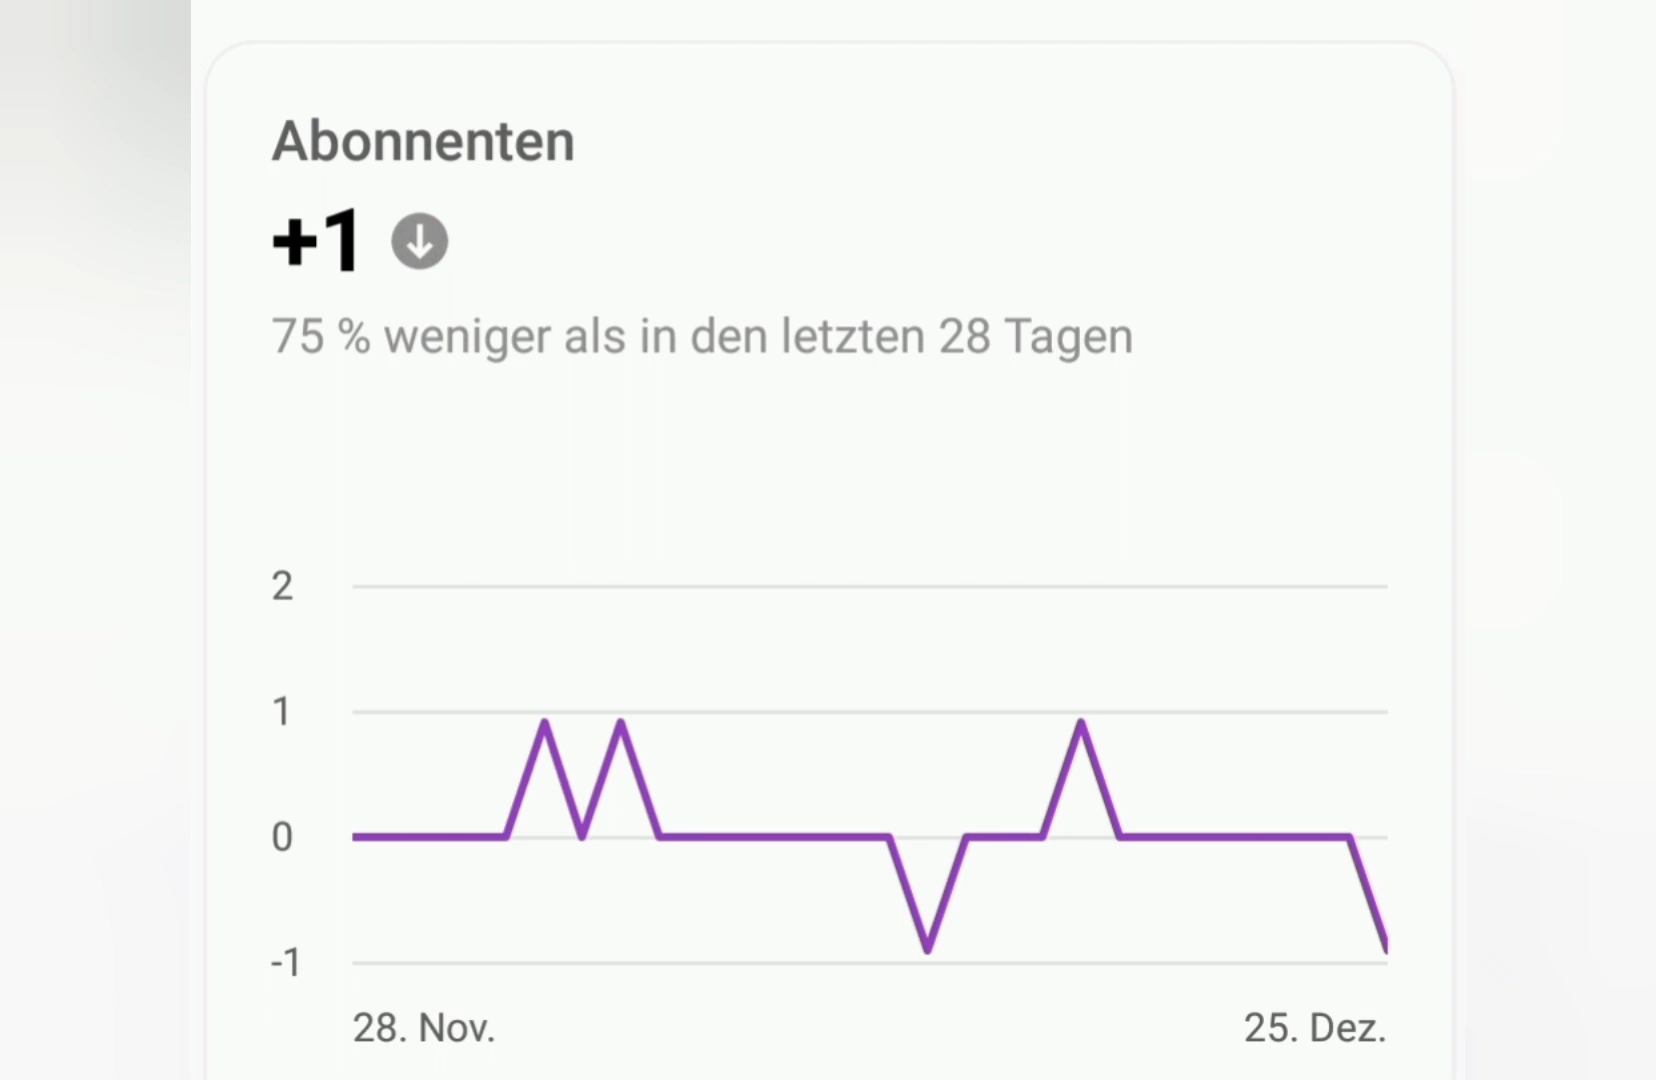 Abonnenten
+1
75 % weniger als in den letzten 28 Tagen
2
1
0
-1
28. Nov.
25. Dez.